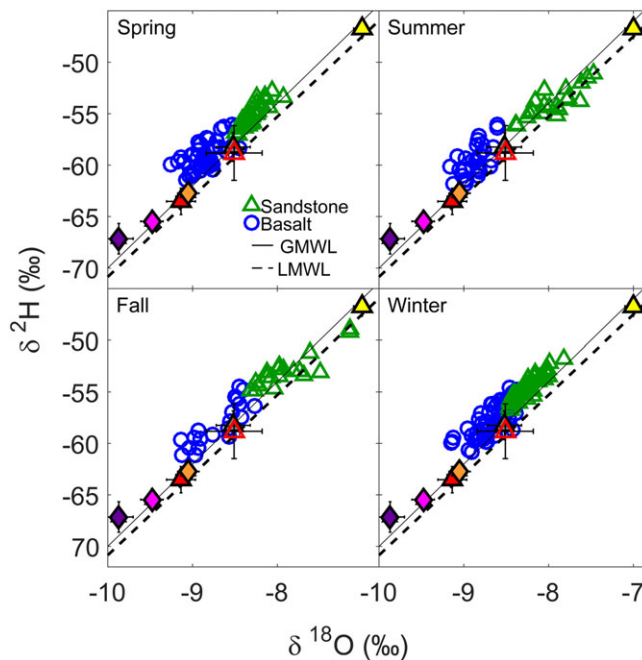 Spring
Summer
-50
-55
-60
-65
-70
Sandstone
Basalt
GMWL
LMWL
δ ²H (‰)
Fall
Winter
-50
-55
-60
-65
70
-10 -9 -8 -10 -9 -8 -7
δ ¹⁸O (‰)